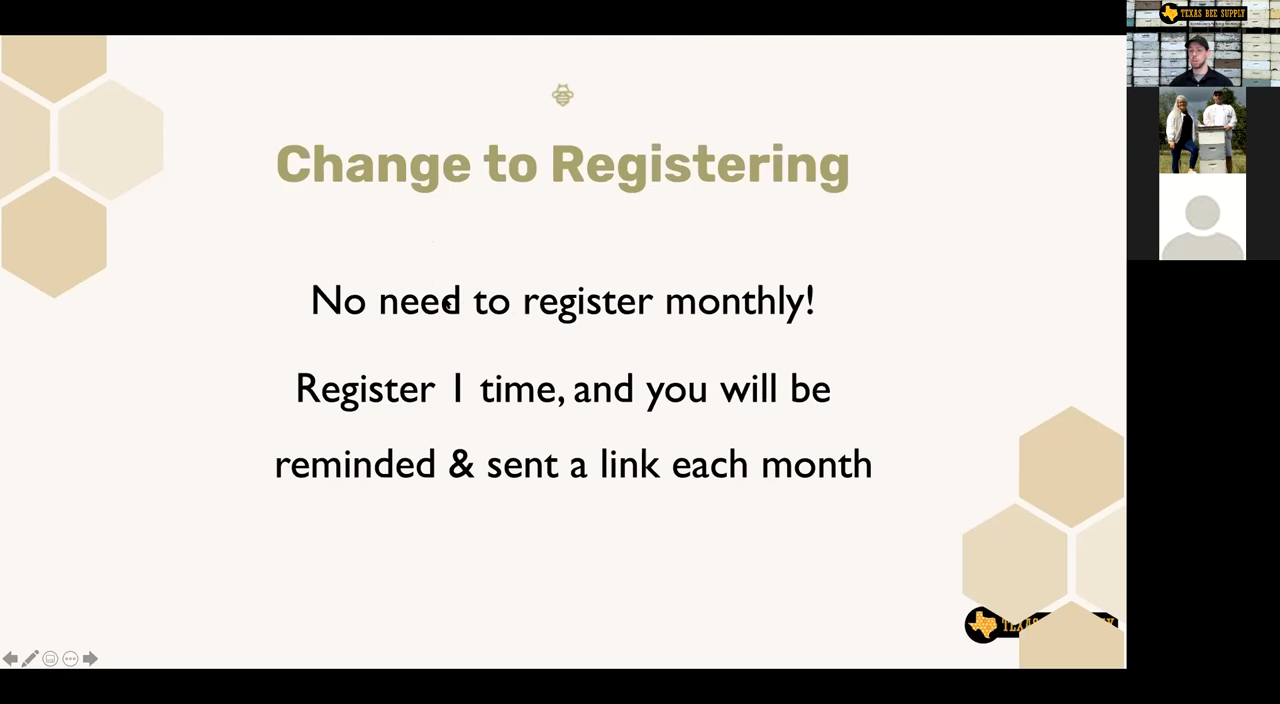 TEXAS BEE SUPPLY
Change to Registering
No need to register monthly!
Register 1 time, and you will be
reminded & sent a link each month